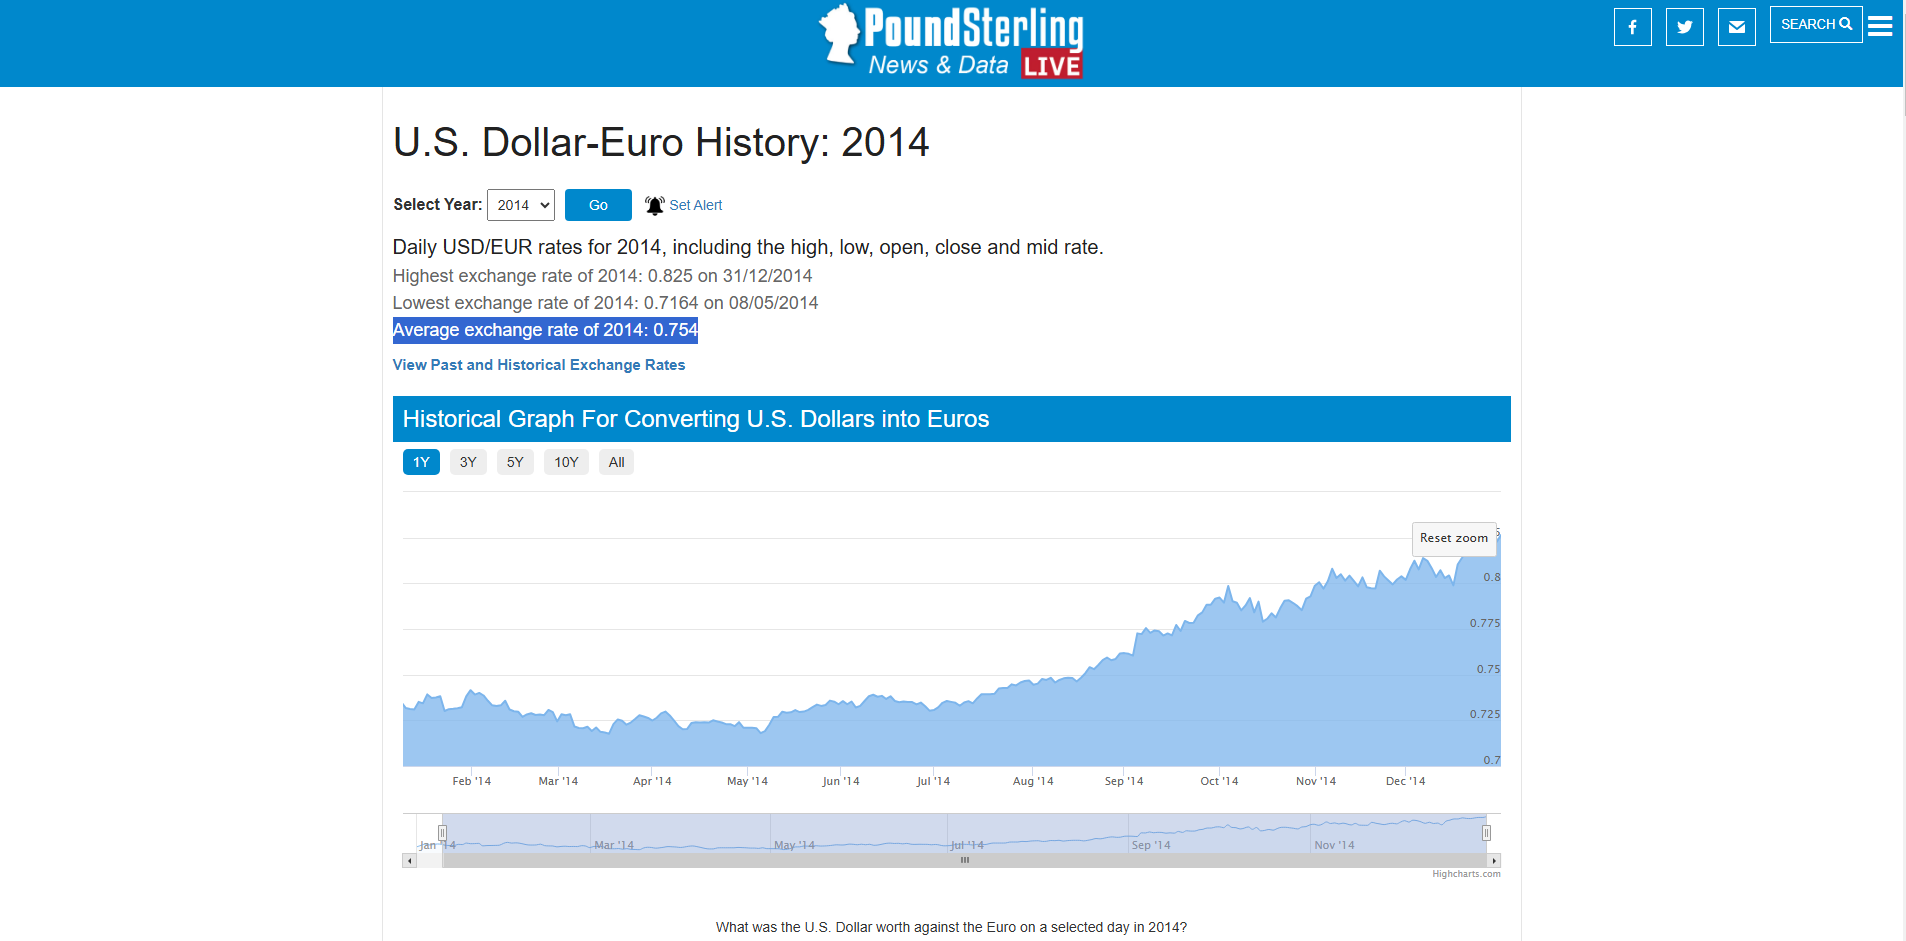 PoundSterling
News & Data LIVE
SEARCH
U.S. Dollar-Euro History: 2014
Select Year: 2014 Go Set Alert
Daily USD/EUR rates for 2014, including the high, low, open, close and mid rate.
Highest exchange rate of 2014: 0.825 on 31/12/2014
Lowest exchange rate of 2014: 0.7164 on 08/05/2014
Average exchange rate of 2014: 0.754
View Past and Historical Exchange Rates
Historical Graph For Converting U.S. Dollars into Euros
1Y 3Y 5Y 10Y All
Reset zoom
0.8
0.775
0.75
0.725
0.7
Feb '14 Mar '14 Apr '14 May '14 Jun '14 Jul '14 Aug '14 Sep '14 Oct '14 Nov '14 Dec '14
Jan '14 Mar '14 May '14 Jul '14 Sep '14 Nov '14
Highcharts.com
What was the U.S. Dollar worth against the Euro on a selected day in 2014?